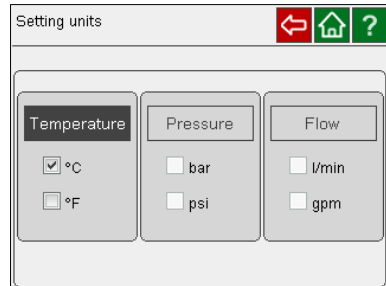 Setting units
?
Temperature
°C
°F
Pressure
bar
psi
Flow
l/min
gpm